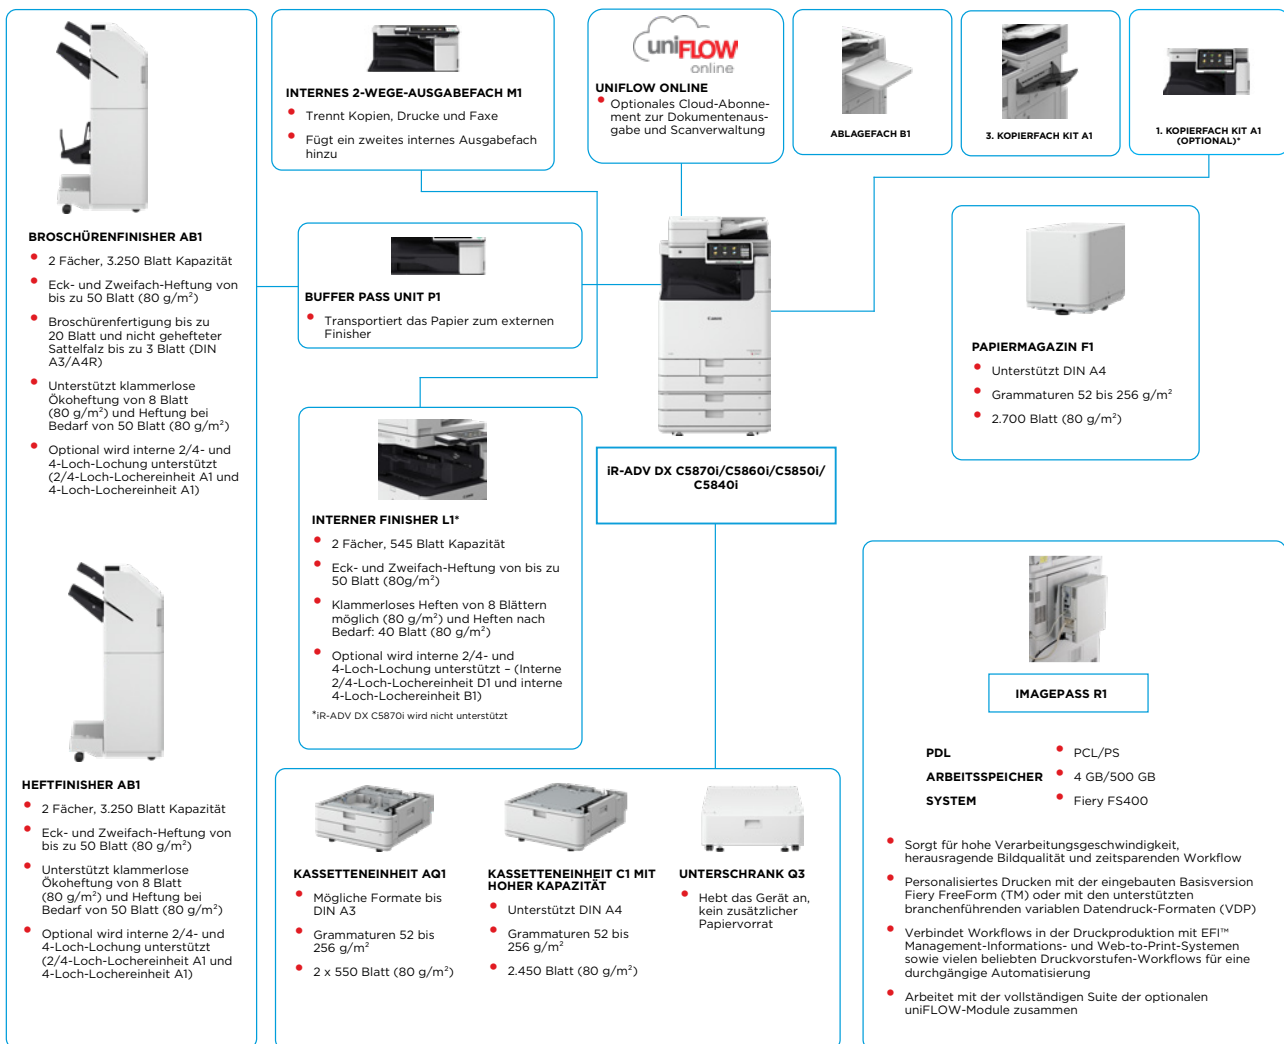 INTERNES 2-WEGE-AUSGABEFACH M1
Trennt Kopien, Drucke und Faxe
Fügt ein zweites internes Ausgabefach
hinzu
uniFLOW
online
UNIFLOW ONLINE
Optionales Cloud-Abonne-
ment zur Dokumentenaus-
gabe und Scanverwaltung
ABLAGEFACH B1
3. KOPIERFACH KIT A1
1. KOPIERFACH KIT A1
(OPTIONAL)*
BROSCHÜRENFINISHER AB1
2 Fächer, 3.250 Blatt Kapazität
Eck- und Zweifach-Heftung von
bis zu 50 Blatt (80 g/m²)
Broschürenfertigung bis zu
20 Blatt und nicht gehefteter
Sattelfalz bis zu 3 Blatt (DIN
A3/A4R)
Unterstützt klammerlose
Ökoheftung von 8 Blatt
(80 g/m²) und Heftung bei
Bedarf von 50 Blatt (80 g/m²)
Optional wird interne 2/4- und
4-Loch-Lochung unterstützt
(2/4-Loch-Lochereinheit A1 und
4-Loch-Lochereinheit A1)
HEFTFINISHER AB1
2 Fächer, 3.250 Blatt Kapazität
Eck- und Zweifach-Heftung von
bis zu 50 Blatt (80 g/m²)
Unterstützt klammerlose
Ökoheftung von 8 Blatt
(80 g/m²) und Heftung bei
Bedarf von 50 Blatt (80 g/m²)
Optional wird interne 2/4- und
4-Loch-Lochung unterstützt
(2/4-Loch-Lochereinheit A1 und
4-Loch-Lochereinheit A1)
BUFFER PASS UNIT P1
Transportiert das Papier zum externen
Finisher
Canon
iR-ADV DX C5870i/C5860i/C5850i/
C5840i
PAPIERMAGAZIN F1
Unterstützt DIN A4
Grammaturen 52 bis 256 g/m²
2.700 Blatt (80 g/m²)
INTERNER FINISHER L1*
2 Fächer, 545 Blatt Kapazität
Eck- und Zweifach-Heftung von bis zu
50 Blatt (80g/m²)
Klammerloses Heften von 8 Blättern
möglich (80 g/m²) und Heften nach
Bedarf: 40 Blatt (80 g/m²)
Optional wird interne 2/4- und
4-Loch-Lochung unterstützt – (Interne
2/4-Loch-Lochereinheit D1 und interne
4-Loch-Lochereinheit B1)
*iR-ADV DX C5870i wird nicht unterstützt
KASSETTENEINHEIT AQ1
Mögliche Formate bis
DIN A3
Grammaturen 52 bis
256 g/m²
2 x 550 Blatt (80 g/m²)
KASSETTENEINHEIT C1 MIT
HOHER KAPAZITÄT
Unterstützt DIN A4
Grammaturen 52 bis
256 g/m²
2.450 Blatt (80 g/m²)
UNTERSCHRANK Q3
Hebt das Gerät an,
kein zusätzlicher
Papiervorrat
IMAGEPASS R1
PDL PCL/PS
ARBEITSSPEICHER 4 GB/500 GB
SYSTEM Fiery FS400
Sorgt für hohe Verarbeitungsgeschwindigkeit,
herausragende Bildqualität und zeitsparenden Workflow
Personalisiertes Drucken mit der eingebauten Basisversion
Fiery FreeForm (TM) oder mit den unterstützten
branchenführenden variablen Datendruck-Formaten (VDP)
Verbindet Workflows in der Druckproduktion mit EFI™
Management-Informations- und Web-to-Print-Systemen
sowie vielen beliebten Druckvorstufen-Workflows für eine
durchgängige Automatisierung
Arbeitet mit der vollständigen Suite der optionalen
uniFLOW-Module zusammen